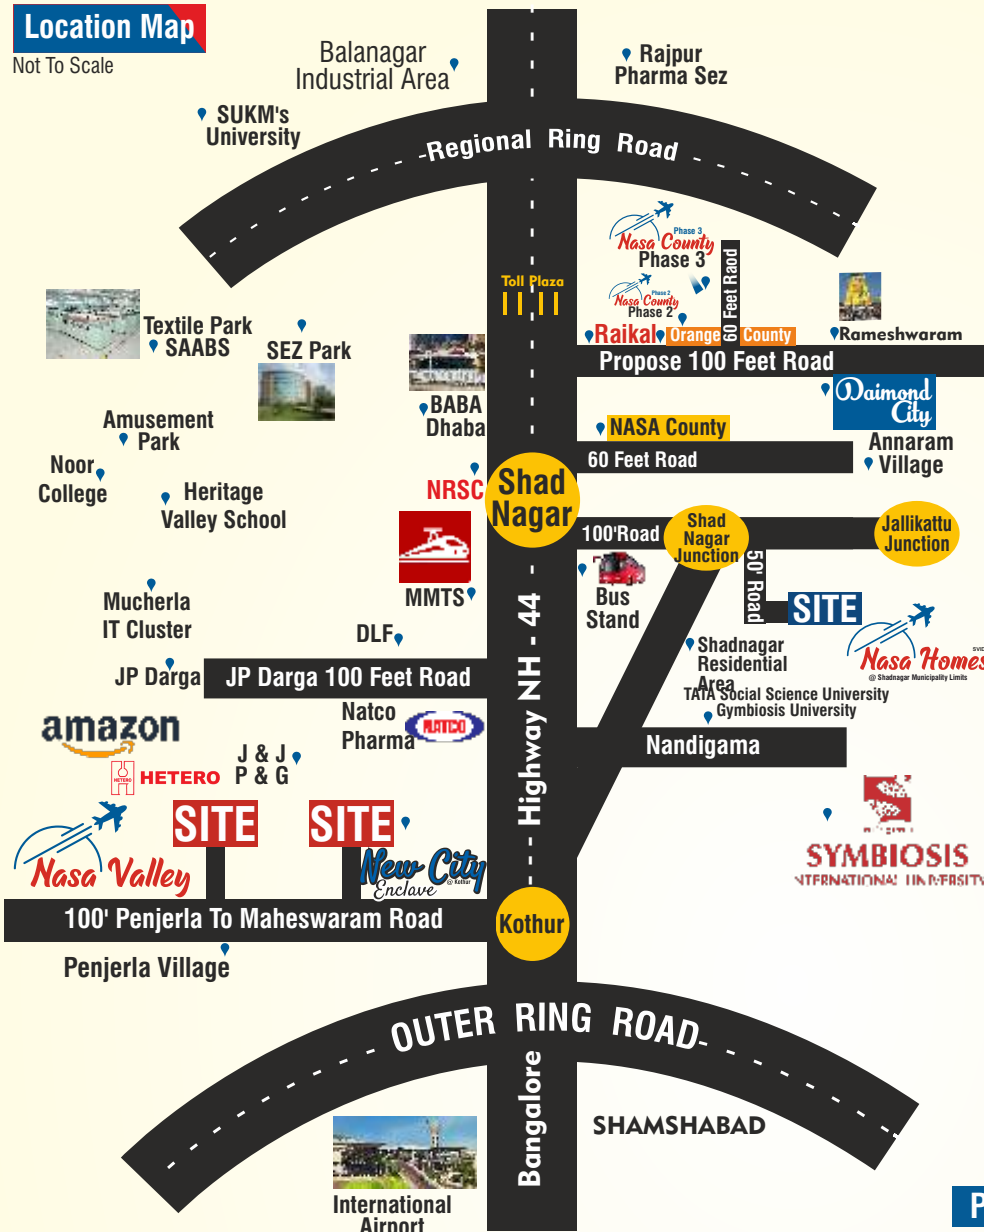 Location Map
Not To Scale
Balanagar
Industrial Area
Rajpur
Pharma Sez
SUKM's
University
Regional Ring Road
Phase 3
Nasa County
Phase 3
Toll Plaza
Phase 2
Nasa County
Phase 2
60 Feet Raod
Raikal
Orange
County
Rameshwaram
Propose 100 Feet Road
Textile Park
SAABS
SEZ Park
BABA
Dhaba
Daimond
City
Amusement
Park
NASA County
Annaram
Village
60 Feet Road
Noor
College
Heritage
Valley School
NRSC
Shad
Nagar
100'Road
Shad
Nagar
Junction
Jallikattu
Junction
50' Road
SITE
MMTS
Bus
Stand
Mucherla
IT Cluster
DLF
Nasa Homes
@ Shadnagar Municipality Limits
Shadnagar
Residential
Area
JP Darga
JP Darga 100 Feet Road
TATA Social Science University
Gymbiosis University
Natco
Pharma
NATCO
Nandigama
amazon
HETERO
HETERO
J & J
P & G
Highway NH - 44
SITE
SITE
Nasa Valley
New City
Enclave
@ Kothur
SYMBIOSIS
INTERNATIONAL UNIVERSITY
100' Penjerla To Maheswaram Road
Kothur
Penjerla Village
OUTER RING ROAD
Bangalore
SHAMSHABAD
International
Airport
P